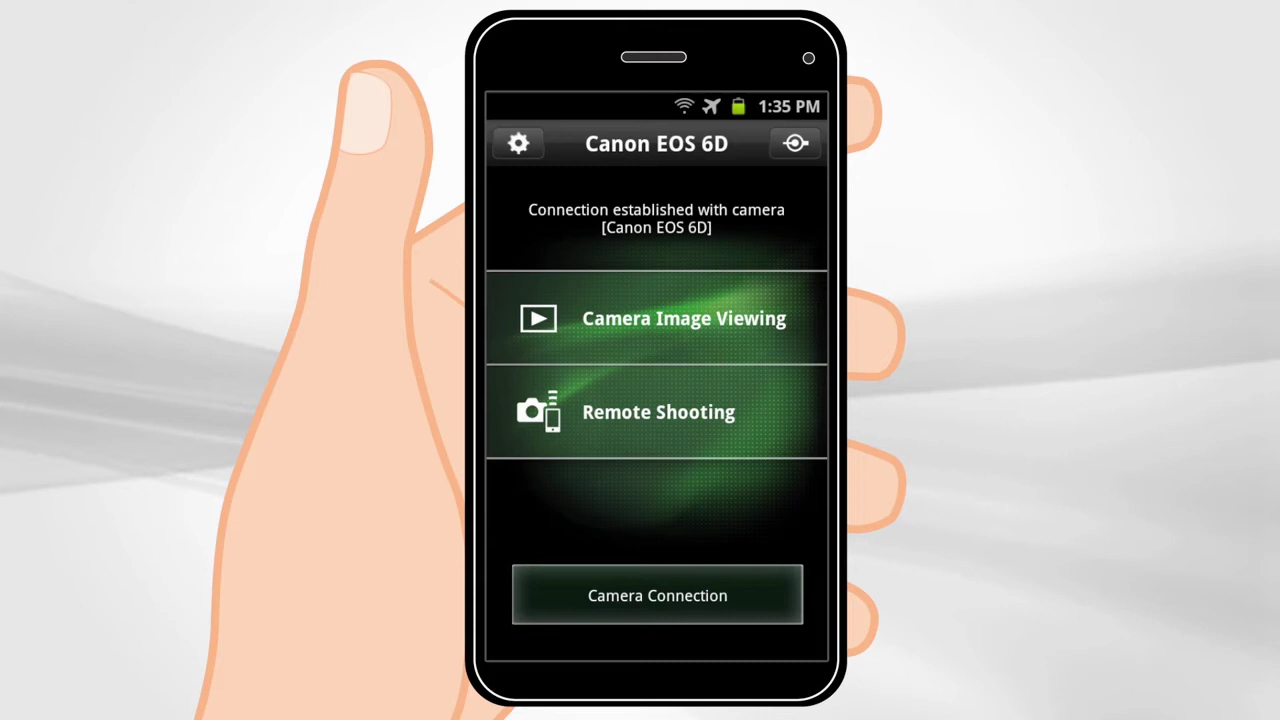 1:35 PM
Canon EOS 6D
Connection established with camera
[Canon EOS 6D]
Camera Image Viewing
Remote Shooting
Camera Connection